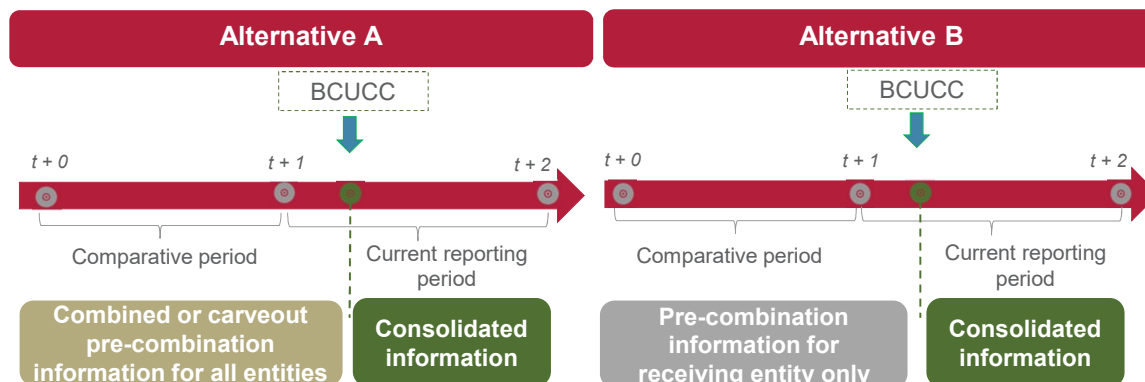 Alternative A
BCUCC
t + 0
t + 1
t + 2
Comparative period
Current reporting
period
Combined or carveout
pre-combination
information for all entities
Consolidated
information
Alternative B
BCUCC
t + 0
t + 1
t + 2
Comparative period
Current reporting
period
Pre-combination
information for
receiving entity only
Consolidated
information